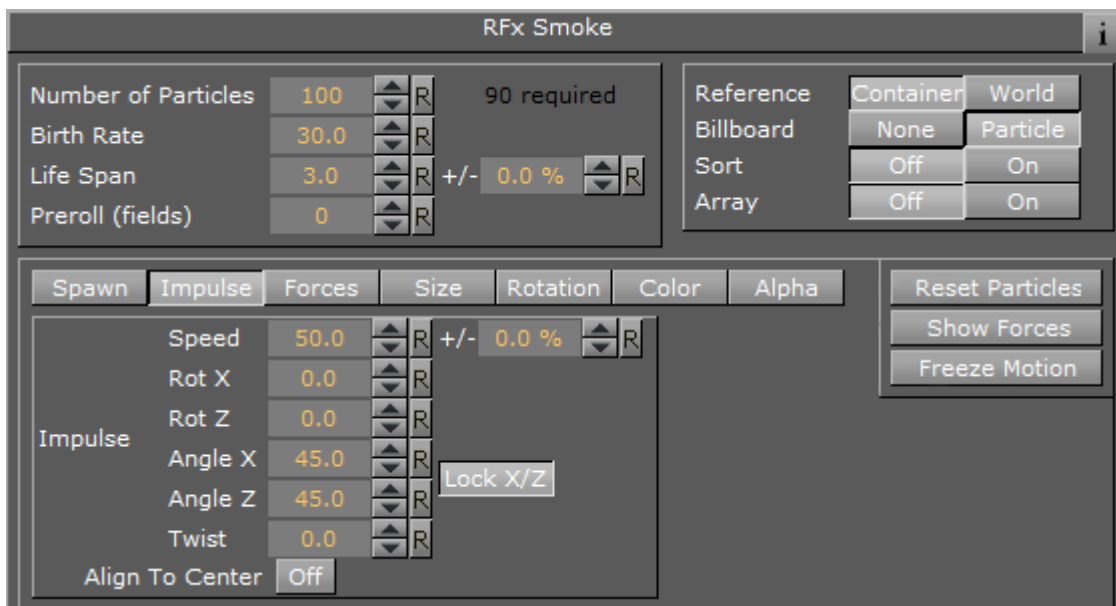 RFx Smoke i
Number of Particles 100 R 90 required
Birth Rate 30.0 R
Life Span 3.0 R +/- 0.0 % R
Preroll (fields) 0 R
Reference Container World
Billboard None Particle
Sort Off On
Array Off On
Spawn Impulse Forces Size Rotation Color Alpha
Reset Particles
Show Forces
Freeze Motion
Impulse
Speed 50.0 R +/- 0.0 % R
Rot X 0.0 R
Rot Z 0.0 R
Angle X 45.0 R
Lock X/Z
Angle Z 45.0 R
Twist 0.0 R
Align To Center Off